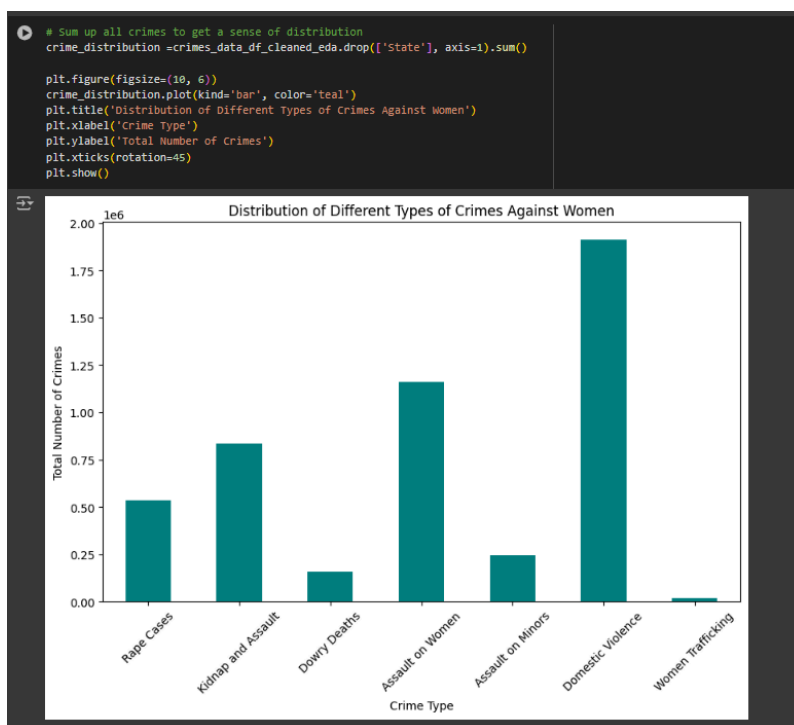 # Sum up all crimes to get a sense of distribution
crime_distribution =crimes_data_df_cleaned_eda.drop(['State'], axis=1).sum()
plt.figure(figsize=(10, 6))
crime_distribution.plot(kind='bar', color='teal')
plt.title('Distribution of Different Types of Crimes Against Women')
plt.xlabel('Crime Type')
plt.ylabel('Total Number of Crimes')
plt.xticks(rotation=45)
plt.show()
Distribution of Different Types of Crimes Against Women
1e6
2.00
1.75
1.50
1.25
1.00
0.75
0.50
0.25
0.00
Total Number of Crimes
Rape Cases
Kidnap and Assault
Dowry Deaths
Assault on Women
Assault on Minors
Domestic Violence
Women Trafficking
Crime Type